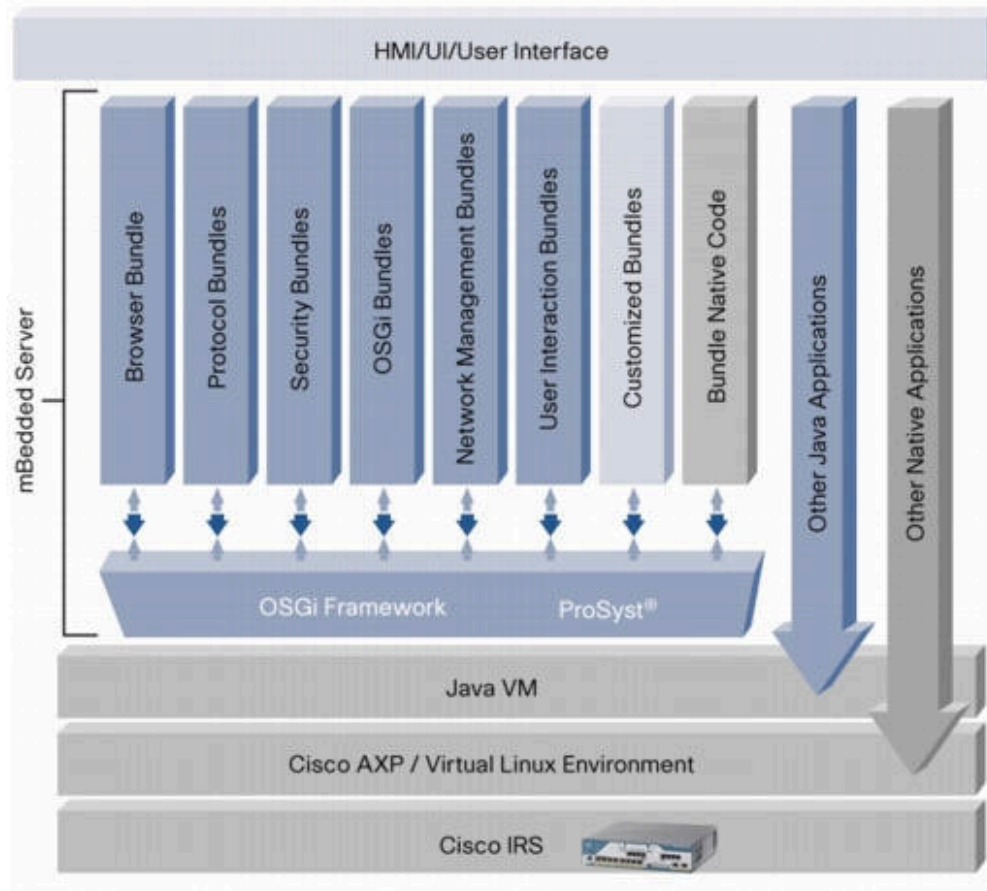 HMI/UI/User Interface
mBedded Server
Browser Bundle
Protocol Bundles
Security Bundles
OSGi Bundles
Network Management Bundles
User Interaction Bundles
Customized Bundles
Bundle Native Code
Other Java Applications
Other Native Applications
OSGi Framework ProSyst®
Java VM
Cisco AXP / Virtual Linux Environment
Cisco IRS